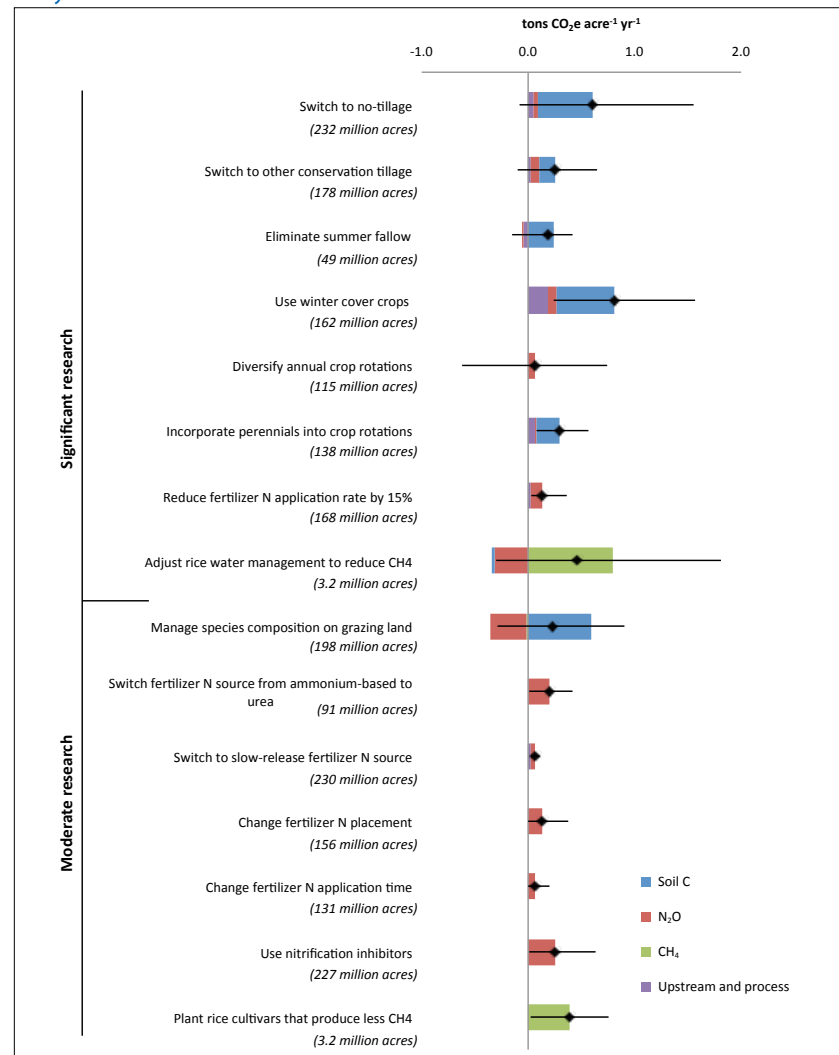 tons CO₂e acre⁻¹ yr⁻¹
-1.0 0.0 1.0 2.0
Significant research
Switch to no-tillage
(232 million acres)
Switch to other conservation tillage
(178 million acres)
Eliminate summer fallow
(49 million acres)
Use winter cover crops
(162 million acres)
Diversify annual crop rotations
(115 million acres)
Incorporate perennials into crop rotations
(138 million acres)
Reduce fertilizer N application rate by 15%
(168 million acres)
Adjust rice water management to reduce CH4
(3.2 million acres)
Moderate research
Manage species composition on grazing land
(198 million acres)
Switch fertilizer N source from ammonium-based to
urea (91 million acres)
Switch to slow-release fertilizer N source
(230 million acres)
Change fertilizer N placement
(156 million acres)
Change fertilizer N application time
(131 million acres)
Use nitrification inhibitors
(227 million acres)
Plant rice cultivars that produce less CH4
(3.2 million acres)
Soil C
N₂O
CH₄
Upstream and process